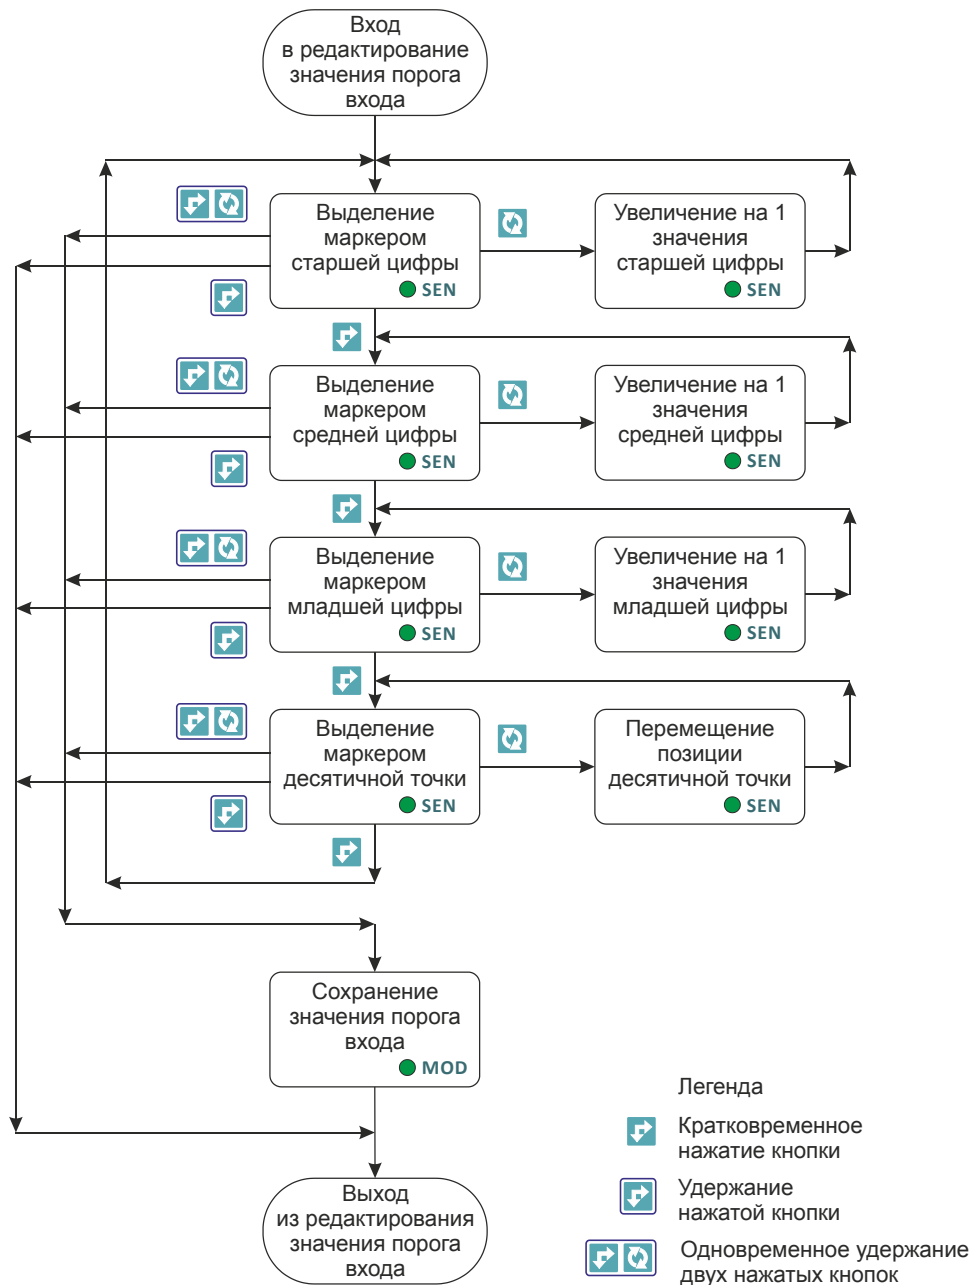 Вход
в редактирование
значения порога
входа
Выделение
маркером
старшей цифры
SEN
Увеличение на 1
значения
старшей цифры
SEN
Выделение
маркером
средней цифры
SEN
Увеличение на 1
значения
средней цифры
SEN
Выделение
маркером
младшей цифры
SEN
Увеличение на 1
значения
младшей цифры
SEN
Выделение
маркером
десятичной точки
SEN
Перемещение
позиции
десятичной точки
SEN
Сохранение
значения порога
входа
MOD
Выход
из редактирования
значения порога
входа
Легенда
Кратковременное
нажатие кнопки
Удержание
нажатой кнопки
Одновременное удержание
двух нажатых кнопок